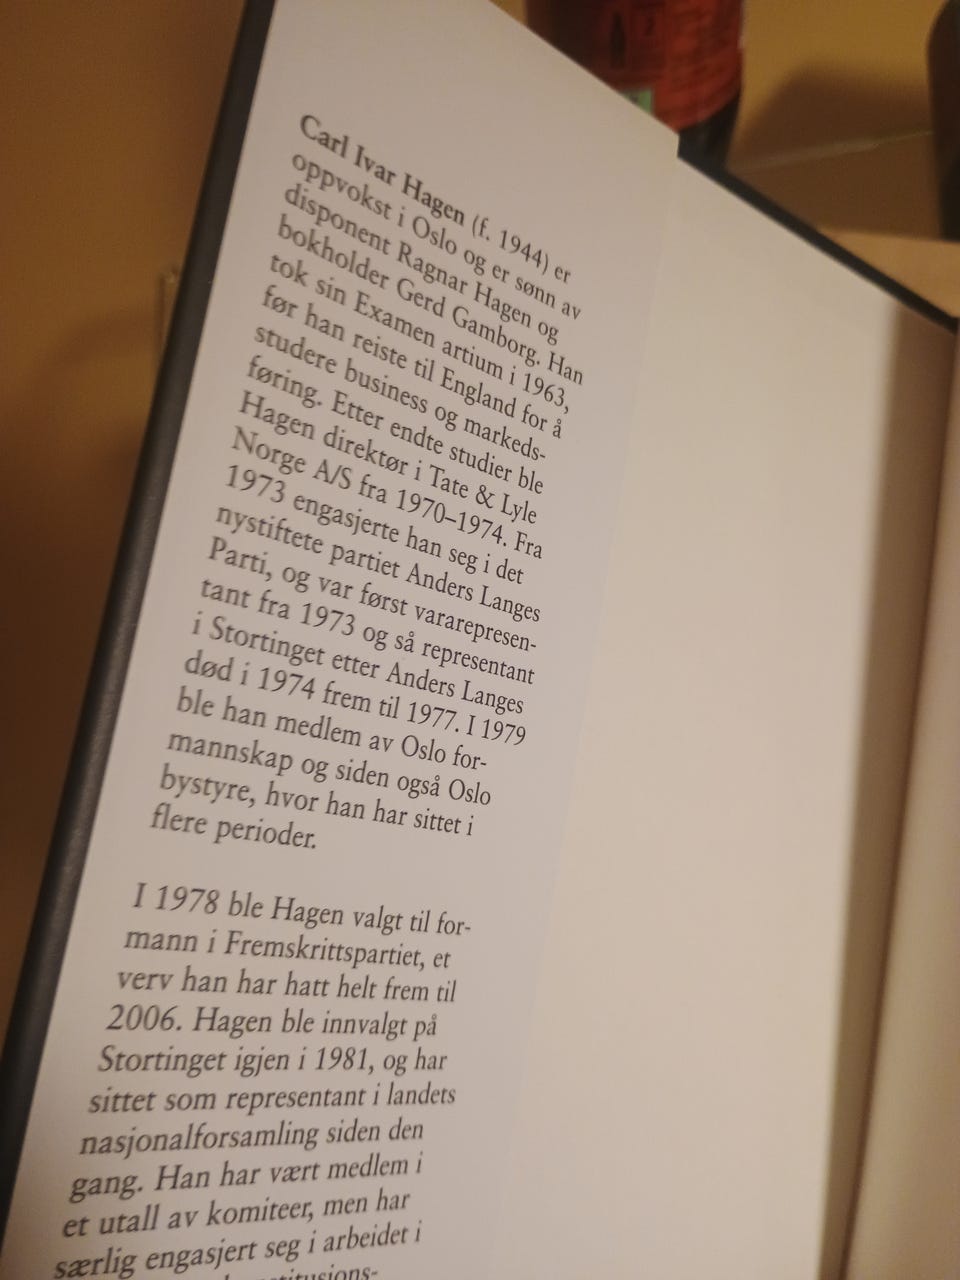 Carl Ivar Hagen (f. 1944) er
oppvokst i Oslo og er sønn av
disponent Ragnar Hagen og
bokholder Gerd Gamborg. Han
tok sin Examen artium i 1963,
før han reiste til England for å
studere business og markeds-
føring. Etter endte studier ble
Hagen direktør i Tate & Lyle
Norge A/S fra 1970–1974. Fra
1973 engasjerte han seg i det
nystiftete partiet Anders Langes
Parti, og var først vararepresen-
tant fra 1973 og så representant
i Stortinget etter Anders Langes
død i 1974 frem til 1977. I 1979
ble han medlem av Oslo for-
mannskap og siden også Oslo
bystyre, hvor han har sittet i
flere perioder.
I 1978 ble Hagen valgt til for-
mann i Fremskrittspartiet, et
verv han har hatt helt frem til
2006. Hagen ble innvalgt på
Stortinget igjen i 1981, og har
sittet som representant i landets
nasjonalforsamling siden den
gang. Han har vært medlem i
et utall av komiteer, men har
særlig engasjert seg i arbeidet i